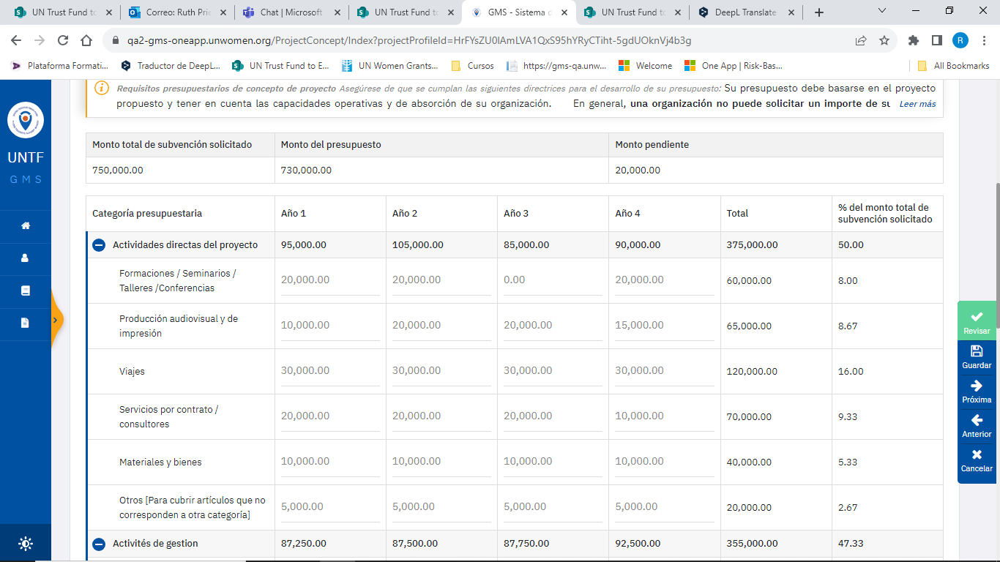 UN Trust Fund to
Correo: Ruth Prie
Chat | Microsoft
UN Trust Fund to
GMS - Sistema d
UN Trust Fund to
DeepL Translate
qa2-gms-oneapp.unwomen.org/ProjectConcept/Index?projectProfileId=HrFYsZU0lAmLVA1QxS95hYRyCTiht-5gdUOknVj4b3g
R
Plataforma Formati...
Traductor de DeepL...
UN Trust Fund to E...
UN Women Grants...
Cursos
https://gms-qa.unw...
Welcome
One App | Risk-Bas...
All Bookmarks
UNTF
GMS
Requisitos presupuestarios de concepto de proyecto Asegúrese de que se cumplan las siguientes directrices para el desarrollo de su presupuesto: Su presupuesto debe basarse en el proyecto
propuesto y tener en cuenta las capacidades operativas y de absorción de su organización. En general, una organización no puede solicitar un importe de su Leer más
Monto total de subvención solicitado Monto del presupuesto Monto pendiente
750,000.00 730,000.00 20,000.00
Categoría presupuestaria Año 1 Año 2 Año 3 Año 4 Total % del monto total de
subvención solicitado
Actividades directas del proyecto 95,000.00 105,000.00 85,000.00 90,000.00 375,000.00 50.00
Formaciones / Seminarios /
Talleres /Conferencias 20,000.00 20,000.00 0.00 20,000.00 60,000.00 8.00
Producción audiovisual y de
impresión 10,000.00 20,000.00 20,000.00 15,000.00 65,000.00 8.67
Viajes 30,000.00 30,000.00 30,000.00 30,000.00 120,000.00 16.00
Servicios por contrato /
consultores 20,000.00 20,000.00 20,000.00 10,000.00 70,000.00 9.33
Materiales y bienes 10,000.00 10,000.00 10,000.00 10,000.00 40,000.00 5.33
Otros [Para cubrir artículos que no
corresponden a otra categoría] 5,000.00 5,000.00 5,000.00 5,000.00 20,000.00 2.67
Activités de gestion 87,250.00 87,500.00 87,750.00 92,500.00 355,000.00 47.33
Revisar
Guardar
Próxima
Anterior
Cancelar